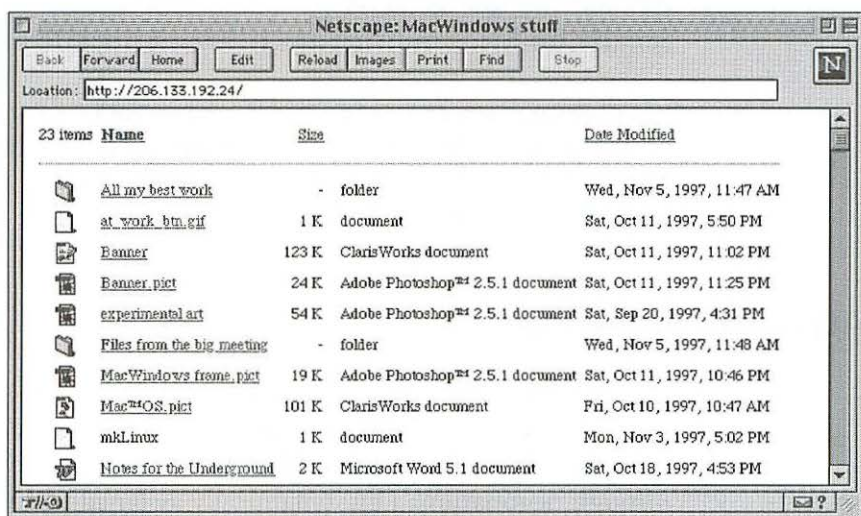 Netscape: MacWindows stuff
Back Forward Home Edit Reload Images Print Find Stop N
Location: http://206.133.192.24/
23 items Name Size Date Modified
All my best work - folder Wed, Nov 5, 1997, 11:47 AM
at_work_btn.gif 1 K document Sat, Oct 11, 1997, 5:50 PM
Banner 123 K ClarisWorks document Sat, Oct 11, 1997, 11:02 PM
Banner.pict 24 K Adobe Photoshop™ 2.5.1 document Sat, Oct 11, 1997, 11:25 PM
experimental art 54 K Adobe Photoshop™ 2.5.1 document Sat, Sep 20, 1997, 4:31 PM
Files from the big meeting - folder Wed, Nov 5, 1997, 11:48 AM
MacWindows frame.pict 19 K Adobe Photoshop™ 2.5.1 document Sat, Oct 11, 1997, 10:46 PM
Mac™OS.pict 101 K ClarisWorks document Fri, Oct 10, 1997, 10:47 AM
mkLinux 1 K document Mon, Nov 3, 1997, 5:02 PM
Notes for the Underground 2 K Microsoft Word 5.1 document Sat, Oct 18, 1997, 4:53 PM
?